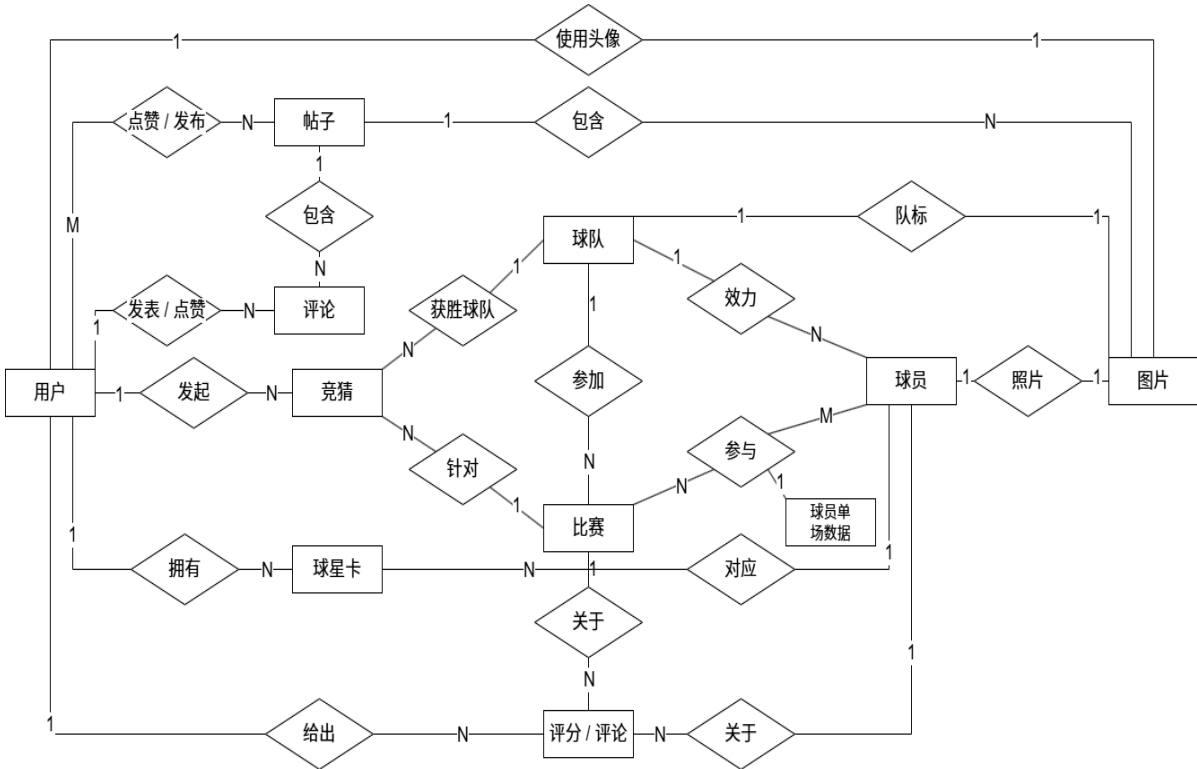 1
使用头像
1
点赞 / 发布
N
帖子
1
包含
N
1
M
包含
1
队标
1
球队
N
1
1
获胜球队
效力
1
发表 / 点赞
N
评论
1
1
N
N
用户
1
发起
N
竞猜
参加
球员
1
照片
1
图片
M
N
参与
针对
N
N
1
1
球员单
场数据
1
比赛
1
1
拥有
N
球星卡
N
1
对应
关于
1
N
1
给出
N
评分 / 评论
N
关于